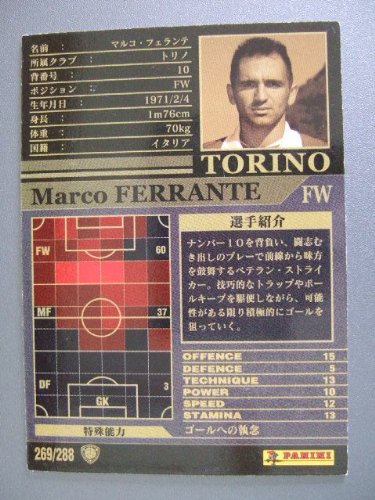 名前 : マルコ・フェランテ
所属クラブ : トリノ
背番号 : 10
ポジション : FW
生年月日 : 1971/2/4
身長 : 1m76cm
体重 : 70kg
国籍 : イタリア
TORINO
Marco FERRANTE FW
FW 60
MF 37
DF 3
GK
選手紹介
ナンバー10を背負い、闘志む
き出しのプレーで前線から味方
を鼓舞するベテラン・ストライ
カー。技巧的なトラップやボー
ルキープを駆使しながら、可能
性がある限り積極的にゴールを
狙っていく。
OFFENCE 15
DEFENCE 5
TECHNIQUE 13
POWER 10
SPEED 12
STAMINA 13
特殊能力 ゴールへの執念
269/288
PANINI